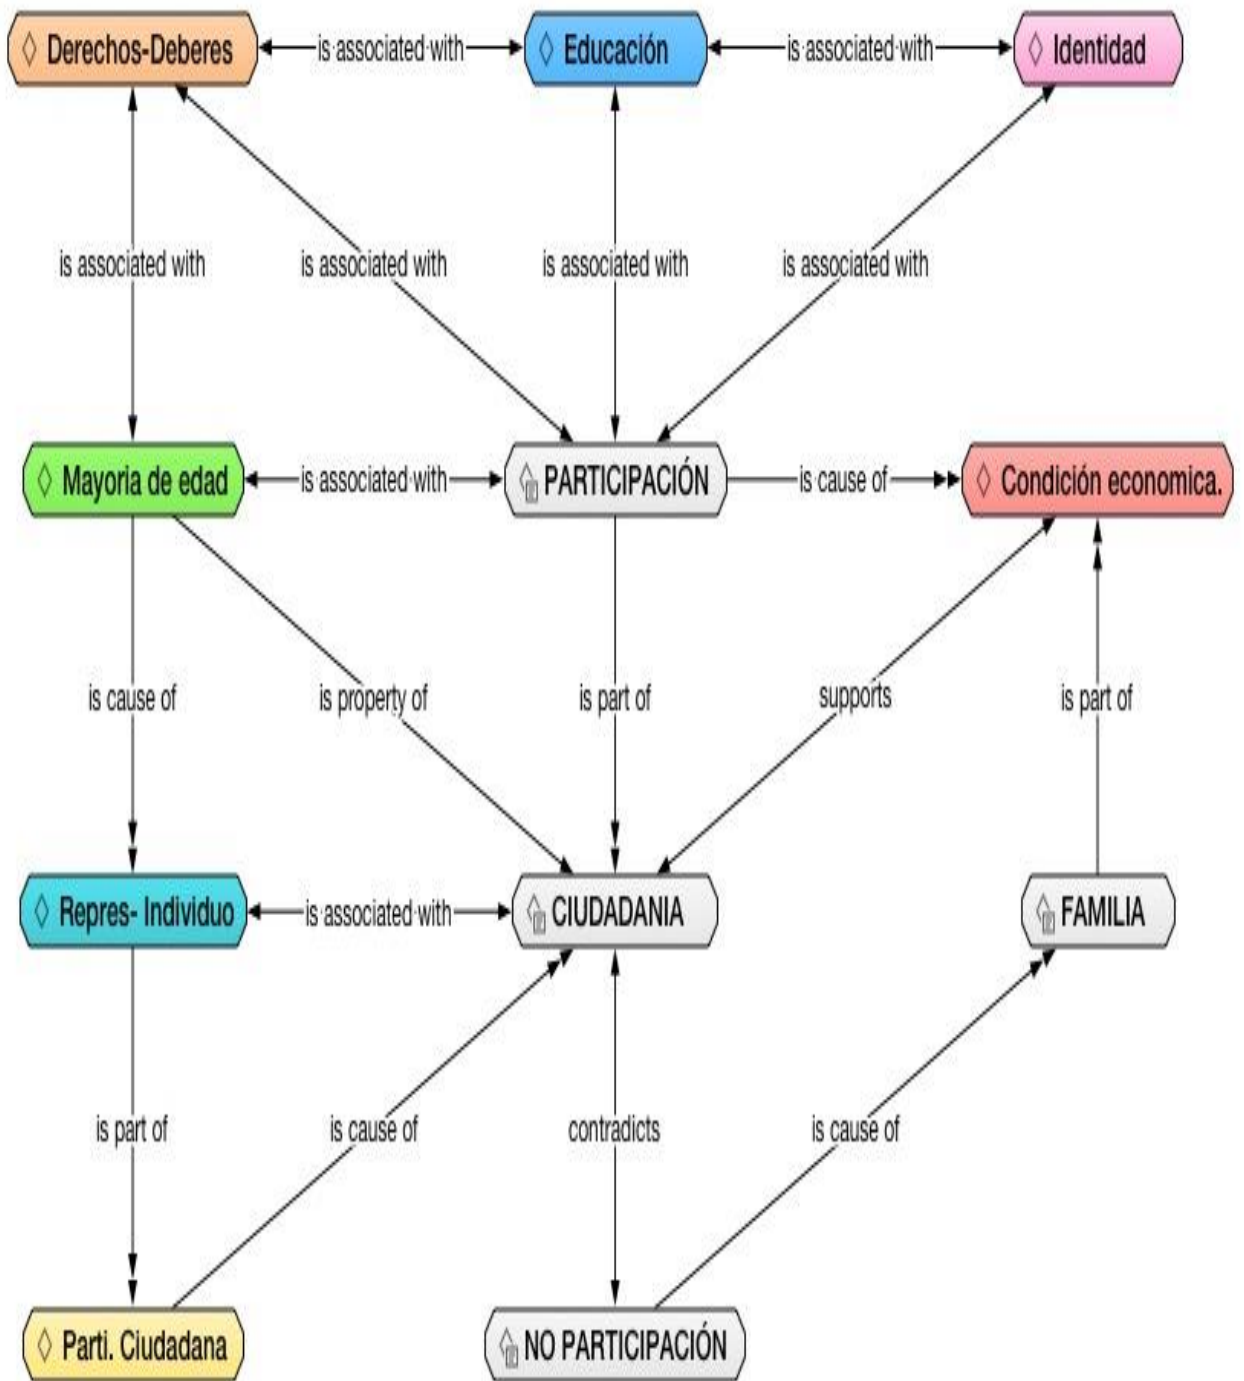 Derechos-Deberes is associated with Educación is associated with Identidad
is associated with is associated with is associated with is associated with
Mayoria de edad is associated with PARTICIPACIÓN is cause of Condición economica.
is cause of is property of is part of supports is part of
Repres- Individuo is associated with CIUDADANIA FAMILIA
is part of is cause of contradicts is cause of
Parti. Ciudadana NO PARTICIPACIÓN